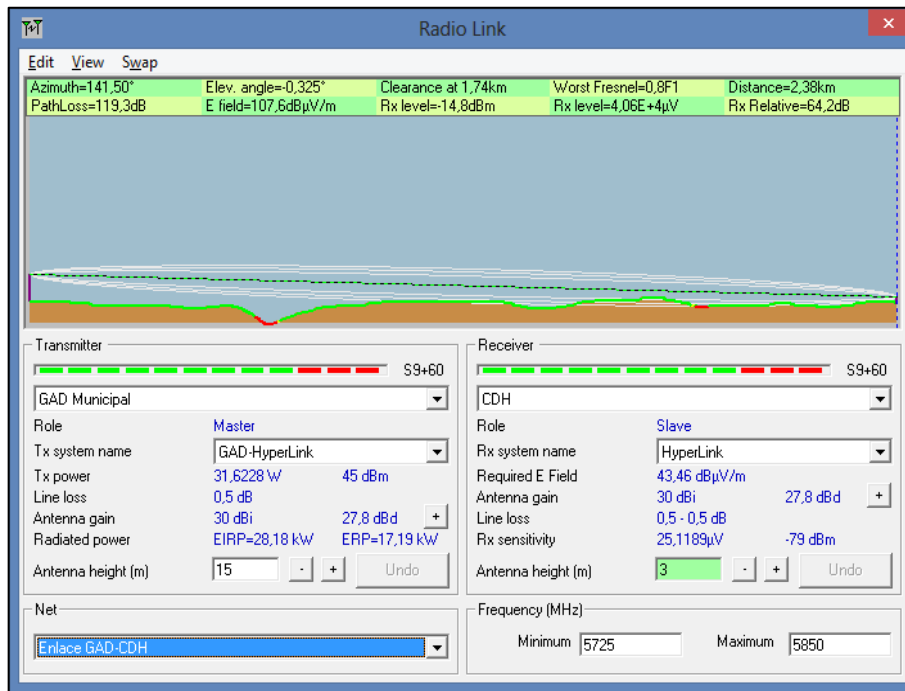 Radio Link
Edit View Swap
Azimuth=141,50° Elev. angle=-0,325° Clearance at 1,74km Worst Fresnel=0,8F1 Distance=2,38km
PathLoss=119,3dB E field=107,6dBµV/m Rx level=-14,8dBm Rx level=4,06E+4µV Rx Relative=64,2dB
Transmitter
S9+60
GAD Municipal
Role Master
Tx system name GAD-HyperLink
Tx power 31,6228 W 45 dBm
Line loss 0,5 dB
Antenna gain 30 dBi 27,8 dBd +
Radiated power EIRP=28,18 kW ERP=17,19 kW
Antenna height (m) 15 - + Undo
Receiver
S9+60
CDH
Role Slave
Rx system name HyperLink
Required E Field 43,46 dBµV/m
Antenna gain 30 dBi 27,8 dBd +
Line loss 0,5 - 0,5 dB
Rx sensitivity 25,1189µV -79 dBm
Antenna height (m) 3 - + Undo
Net
Enlace GAD-CDH
Frequency (MHz)
Minimum 5725 Maximum 5850